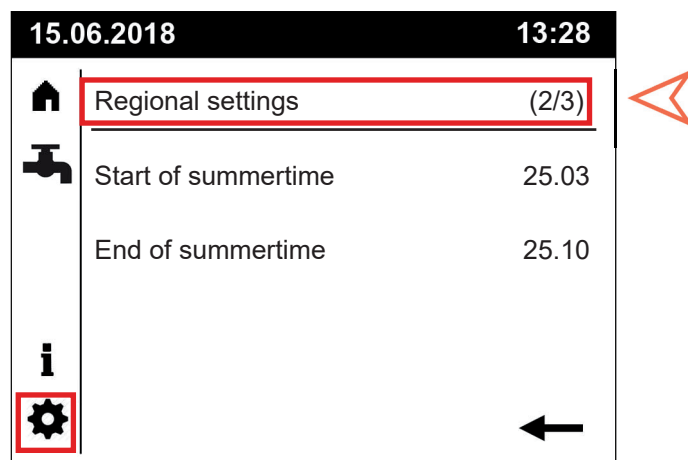 15.06.2018 13:28
Regional settings (2/3)
Start of summertime 25.03
End of summertime 25.10
i